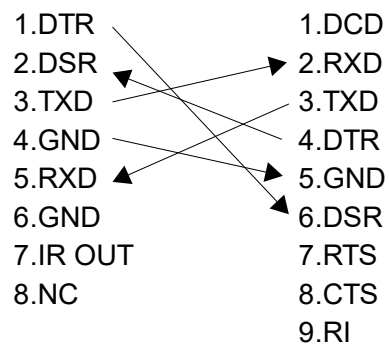 1.DTR
2.DSR
3.TXD
4.GND
5.RXD
6.GND
7.IR OUT
8.NC
1.DCD
2.RXD
3.TXD
4.DTR
5.GND
6.DSR
7.RTS
8.CTS
9.RI